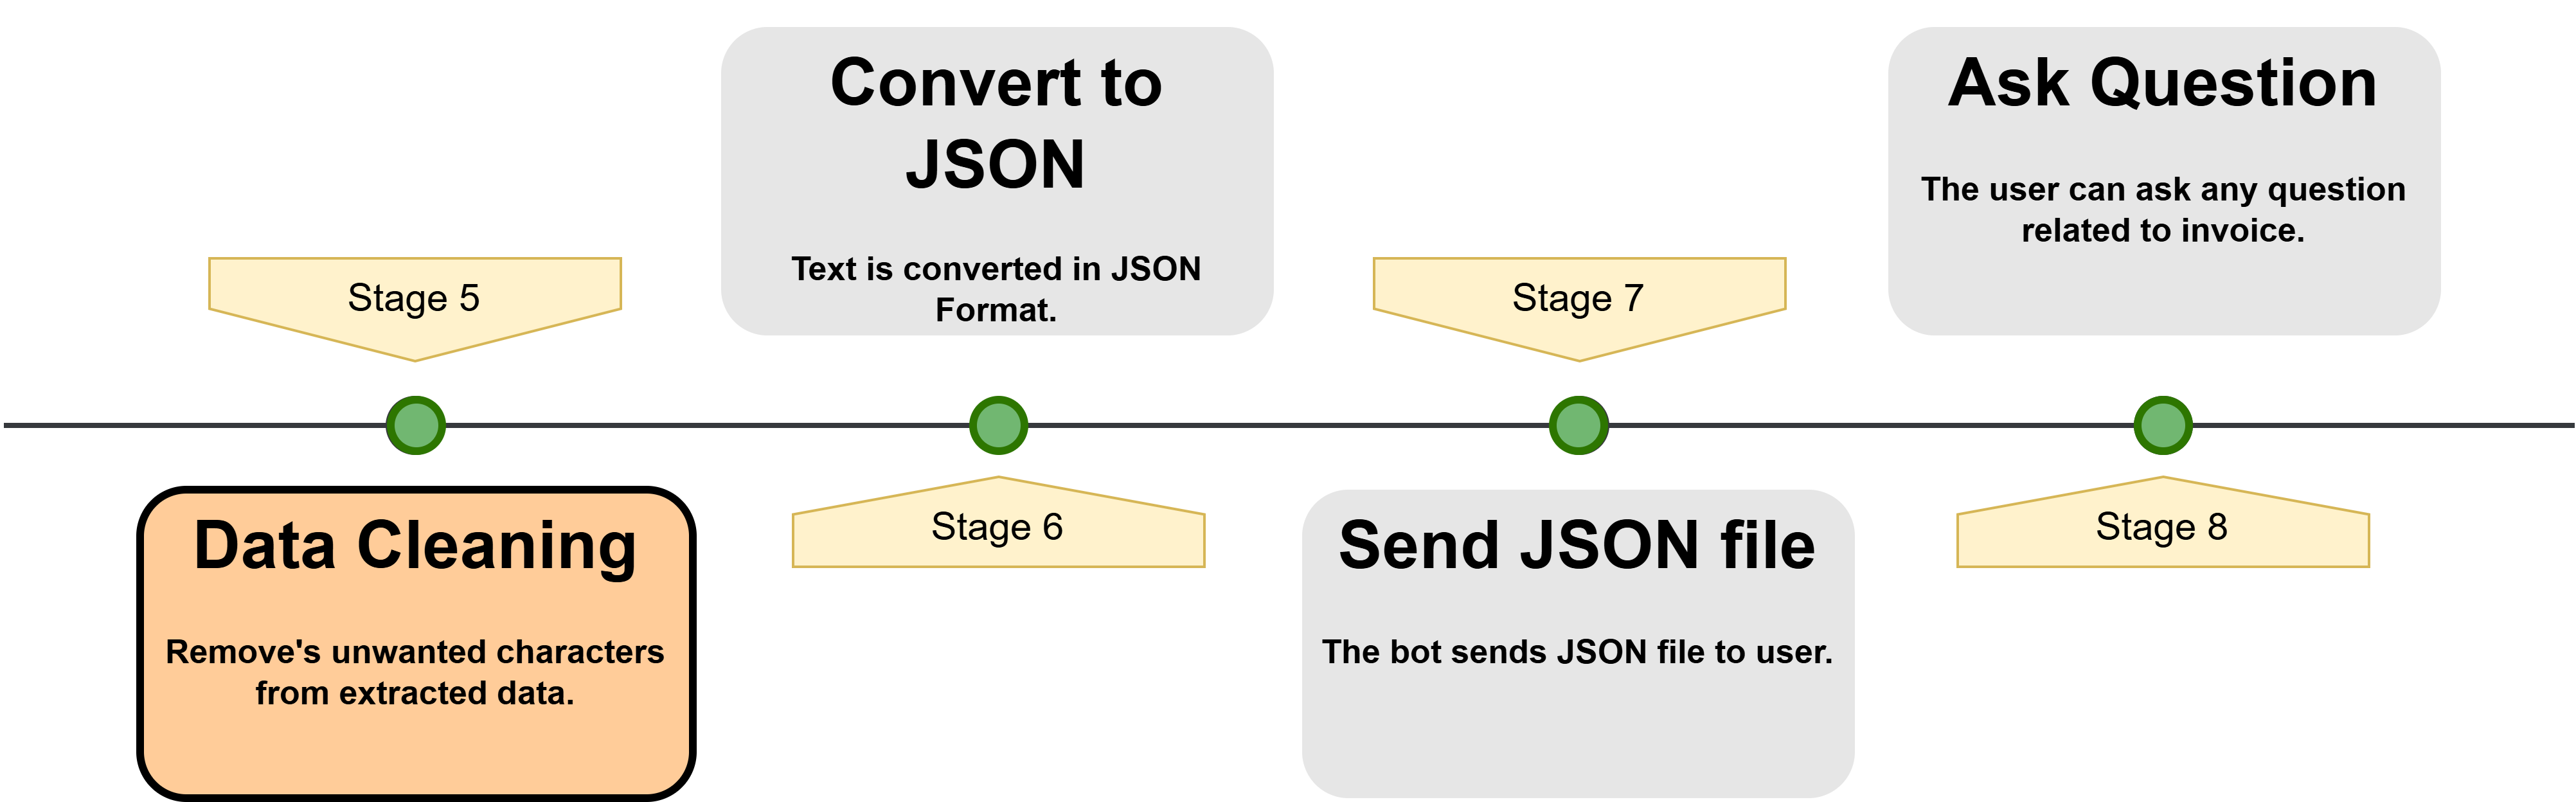 Stage 5
Data Cleaning
Remove's unwanted characters
from extracted data.
Convert to
JSON
Text is converted in JSON
Format.
Stage 6
Stage 7
Send JSON file
The bot sends JSON file to user.
Ask Question
The user can ask any question
related to invoice.
Stage 8